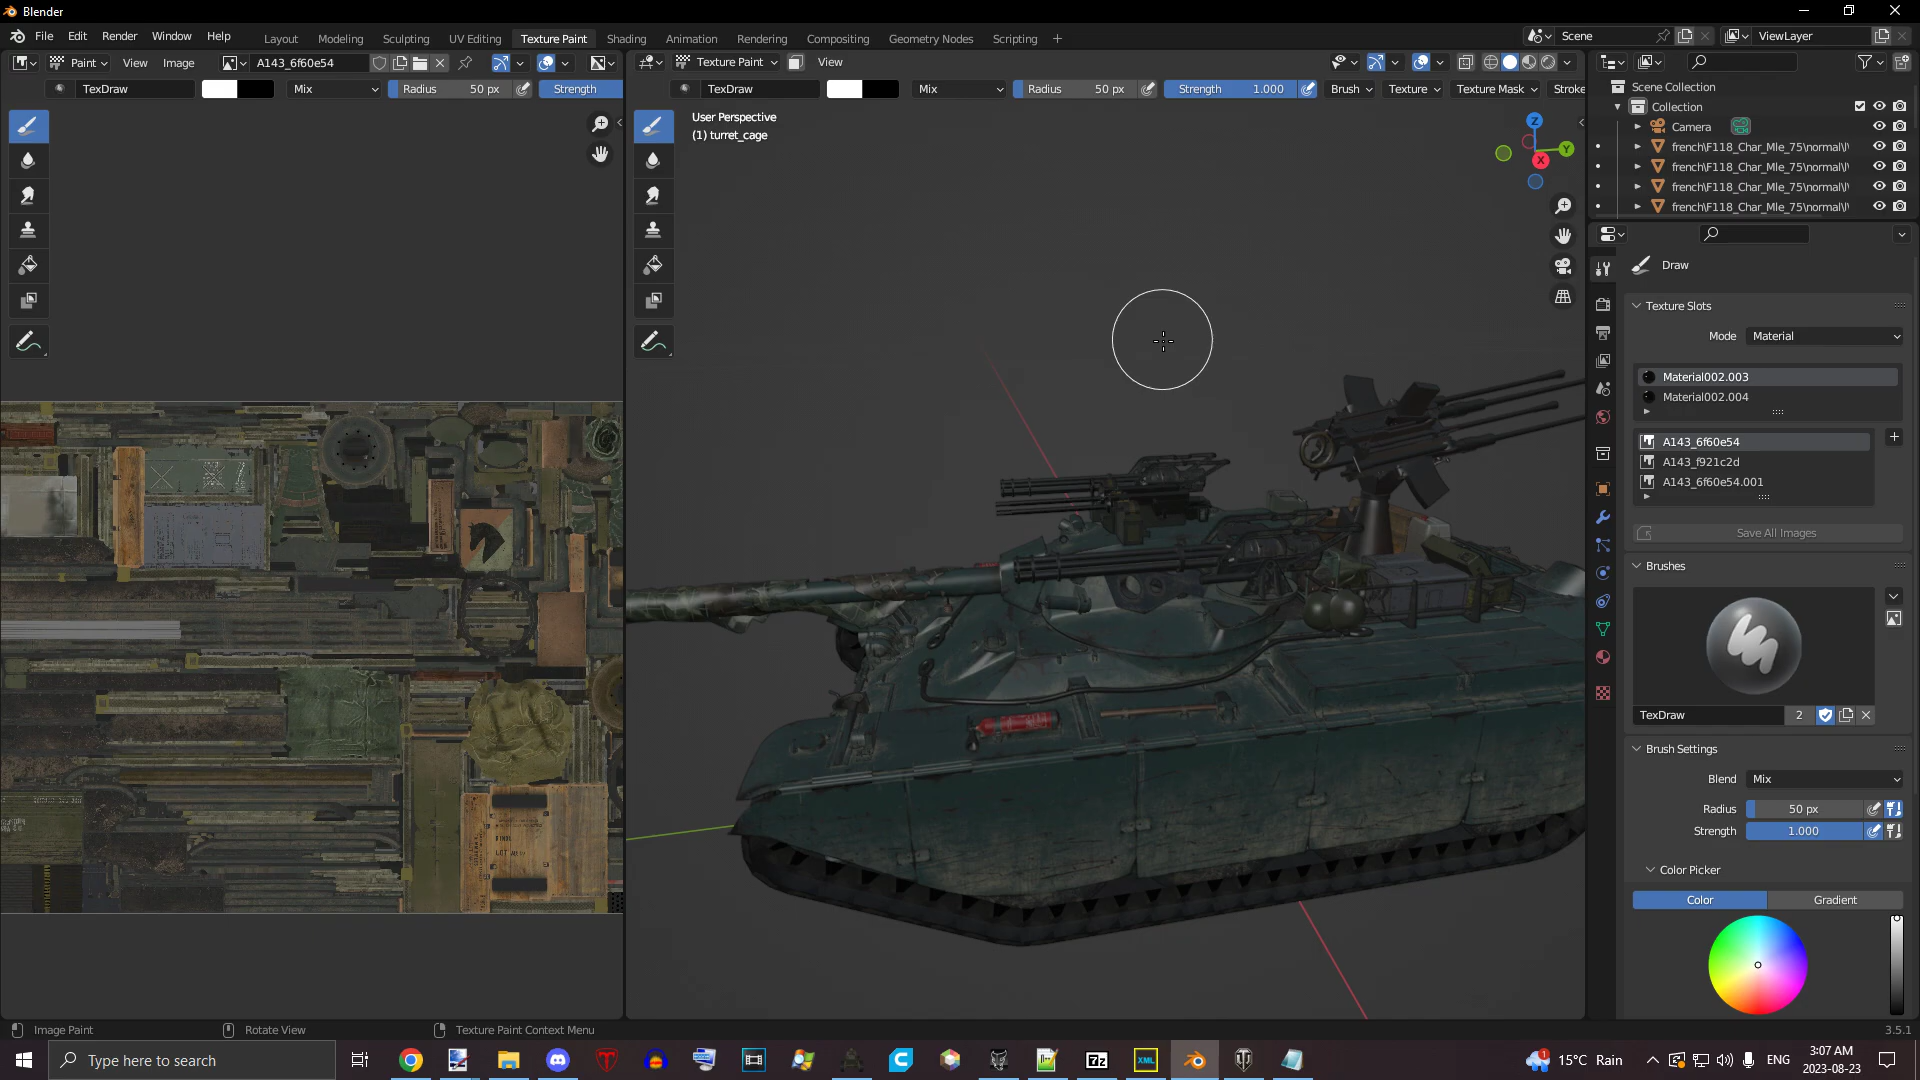 Blender
File Edit Render Window Help
Layout Modeling Sculpting UV Editing Texture Paint Shading Animation Rendering Compositing Geometry Nodes Scripting +
Scene
ViewLayer
Paint View Image
A143_6f60e54
Texture Paint View
TexDraw
Mix
Radius 50 px
Strength
TexDraw
Mix
Radius 50 px
Strength 1.000
Brush Texture Texture Mask Stroke
User Perspective
(1) turret_cage
Z
Y
X
Scene Collection
Collection
Camera
french\F118_Char_Mle_75\normal\l
french\F118_Char_Mle_75\normal\l
french\F118_Char_Mle_75\normal\l
french\F118_Char_Mle_75\normal\l
Draw
Texture Slots
Mode Material
Material002.003
Material002.004
A143_6f60e54
A143_f921c2d
A143_6f60e54.001
Save All Images
Brushes
TexDraw 2
Brush Settings
Blend Mix
Radius 50 px
Strength 1.000
Color Picker
Color Gradient
Image Paint
Rotate View
Texture Paint Context Menu
3.5.1
Type here to search
7z
XML
1
15°C Rain
ENG
3:07 AM
2023-08-23